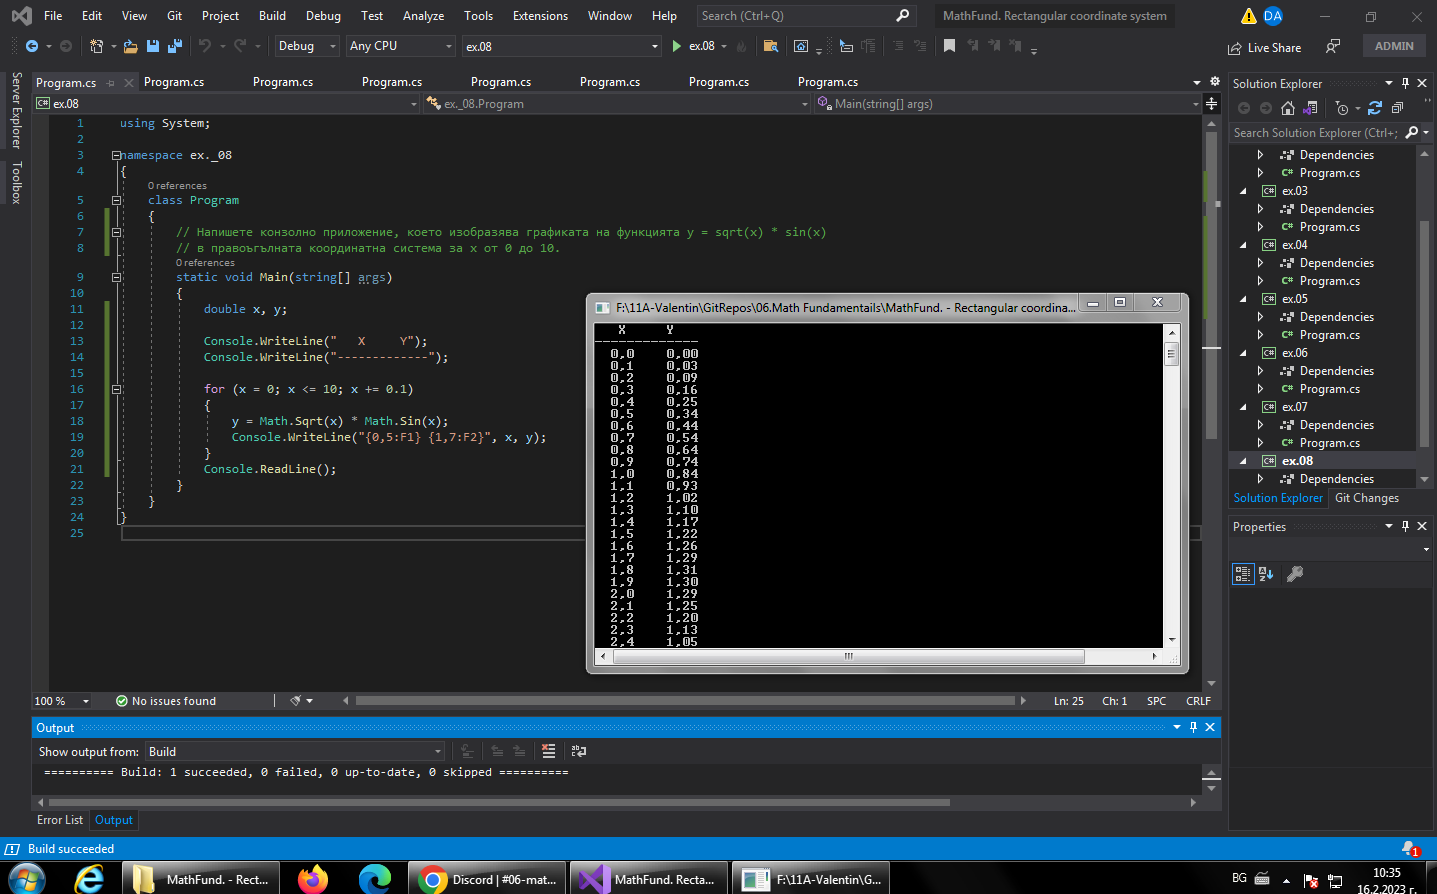 File Edit View Git Project Build Debug Test Analyze Tools Extensions Window Help Search (Ctrl+Q) MathFund. Rectangular coordinate system DA
Debug Any CPU ex.08 ex.08 Live Share ADMIN
Server Explorer
Toolbox
Program.cs Program.cs Program.cs Program.cs Program.cs Program.cs Program.cs Program.cs
C# ex.08 ex._08.Program Main(string[] args)
1 using System;
2
3 namespace ex._08
4 {
0 references
5 class Program
6 {
7 // Напишете конзолно приложение, което изобразява графиката на функцията y = sqrt(x) * sin(x)
8 // в правоъгълната координатна система за x от 0 до 10.
0 references
9 static void Main(string[] args)
10 {
11 double x, y;
12
13 Console.WriteLine("   X     Y");
14 Console.WriteLine("-------------");
15
16 for (x = 0; x <= 10; x += 0.1)
17 {
18 y = Math.Sqrt(x) * Math.Sin(x);
19 Console.WriteLine("{0,5:F1} {1,7:F2}", x, y);
20 }
21 Console.ReadLine();
22 }
23 }
24 }
25
F:\11A-Valentin\GitRepos\06.Math Fundamentails\MathFund. - Rectangular coordina...
X Y
-------------
0,0 0,00
0,1 0,03
0,2 0,09
0,3 0,16
0,4 0,25
0,5 0,34
0,6 0,44
0,7 0,54
0,8 0,64
0,9 0,74
1,0 0,84
1,1 0,93
1,2 1,02
1,3 1,10
1,4 1,17
1,5 1,22
1,6 1,26
1,7 1,29
1,8 1,31
1,9 1,30
2,0 1,29
2,1 1,25
2,2 1,20
2,3 1,13
2,4 1,05
100 % No issues found Ln: 25 Ch: 1 SPC CRLF
Output
Show output from: Build
========== Build: 1 succeeded, 0 failed, 0 up-to-date, 0 skipped ==========
Error List Output
Solution Explorer
Search Solution Explorer (Ctrl+;
Dependencies
C# Program.cs
C# ex.03
Dependencies
C# Program.cs
C# ex.04
Dependencies
C# Program.cs
C# ex.05
Dependencies
C# Program.cs
C# ex.06
Dependencies
C# Program.cs
C# ex.07
Dependencies
C# Program.cs
C# ex.08
Dependencies
Solution Explorer Git Changes
Properties
Build succeeded 1
MathFund. - Rect... Discord | #06-mat... MathFund. Recta... F:\11A-Valentin\G... BG 10:35
16.2.2023 г.